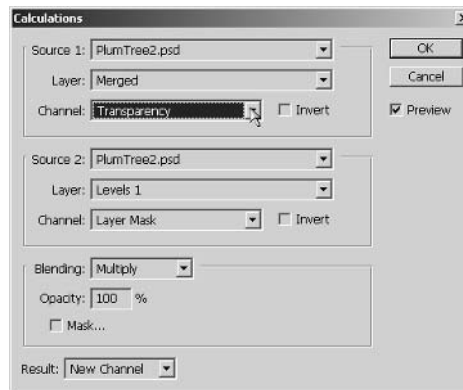 Calculations
Source 1: PlumTree2.psd
OK
Layer: Merged
Cancel
Channel: Transparency
Invert
Preview
Source 2: PlumTree2.psd
Layer: Levels 1
Channel: Layer Mask
Invert
Blending: Multiply
Opacity: 100 %
Mask...
Result: New Channel